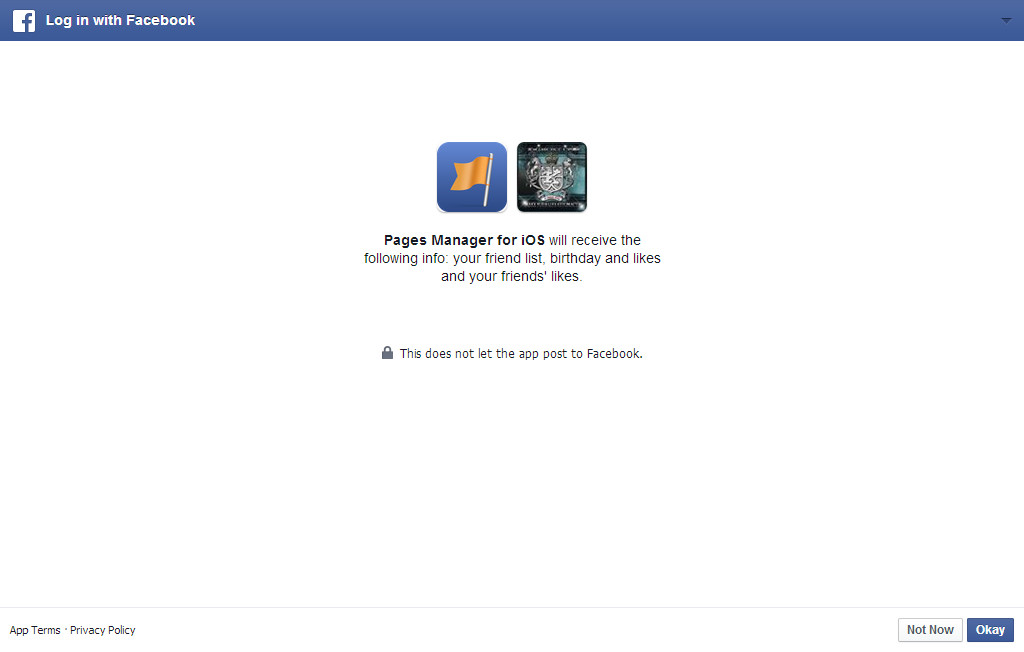 Log in with Facebook
Pages Manager for iOS will receive the
following info: your friend list, birthday and likes
and your friends' likes.
This does not let the app post to Facebook.
App Terms · Privacy Policy
Not Now
Okay